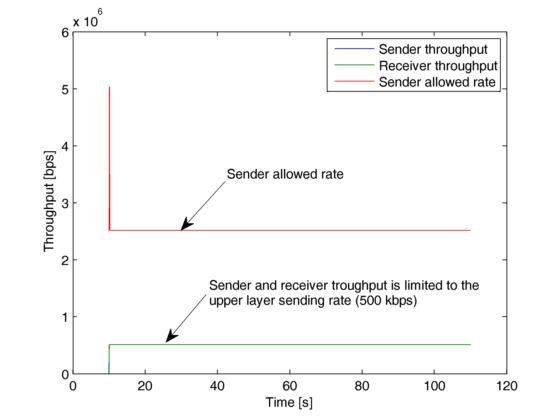 x 10^6
6
5
4
3
2
1
0
Throughput [bps]
Sender throughput
Receiver throughput
Sender allowed rate
Sender allowed rate
Sender and receiver troughput is limited to the
upper layer sending rate (500 kbps)
0 20 40 60 80 100 120
Time [s]